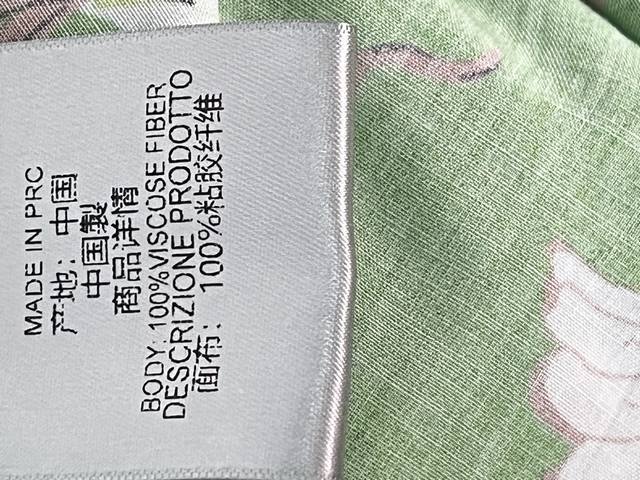 MADE IN PRC
产地：中国
中国製
商品详情
BODY: 100%VISCOSE FIBER
DESCRIZIONE PRODOTTO
面布：100%粘胶纤维